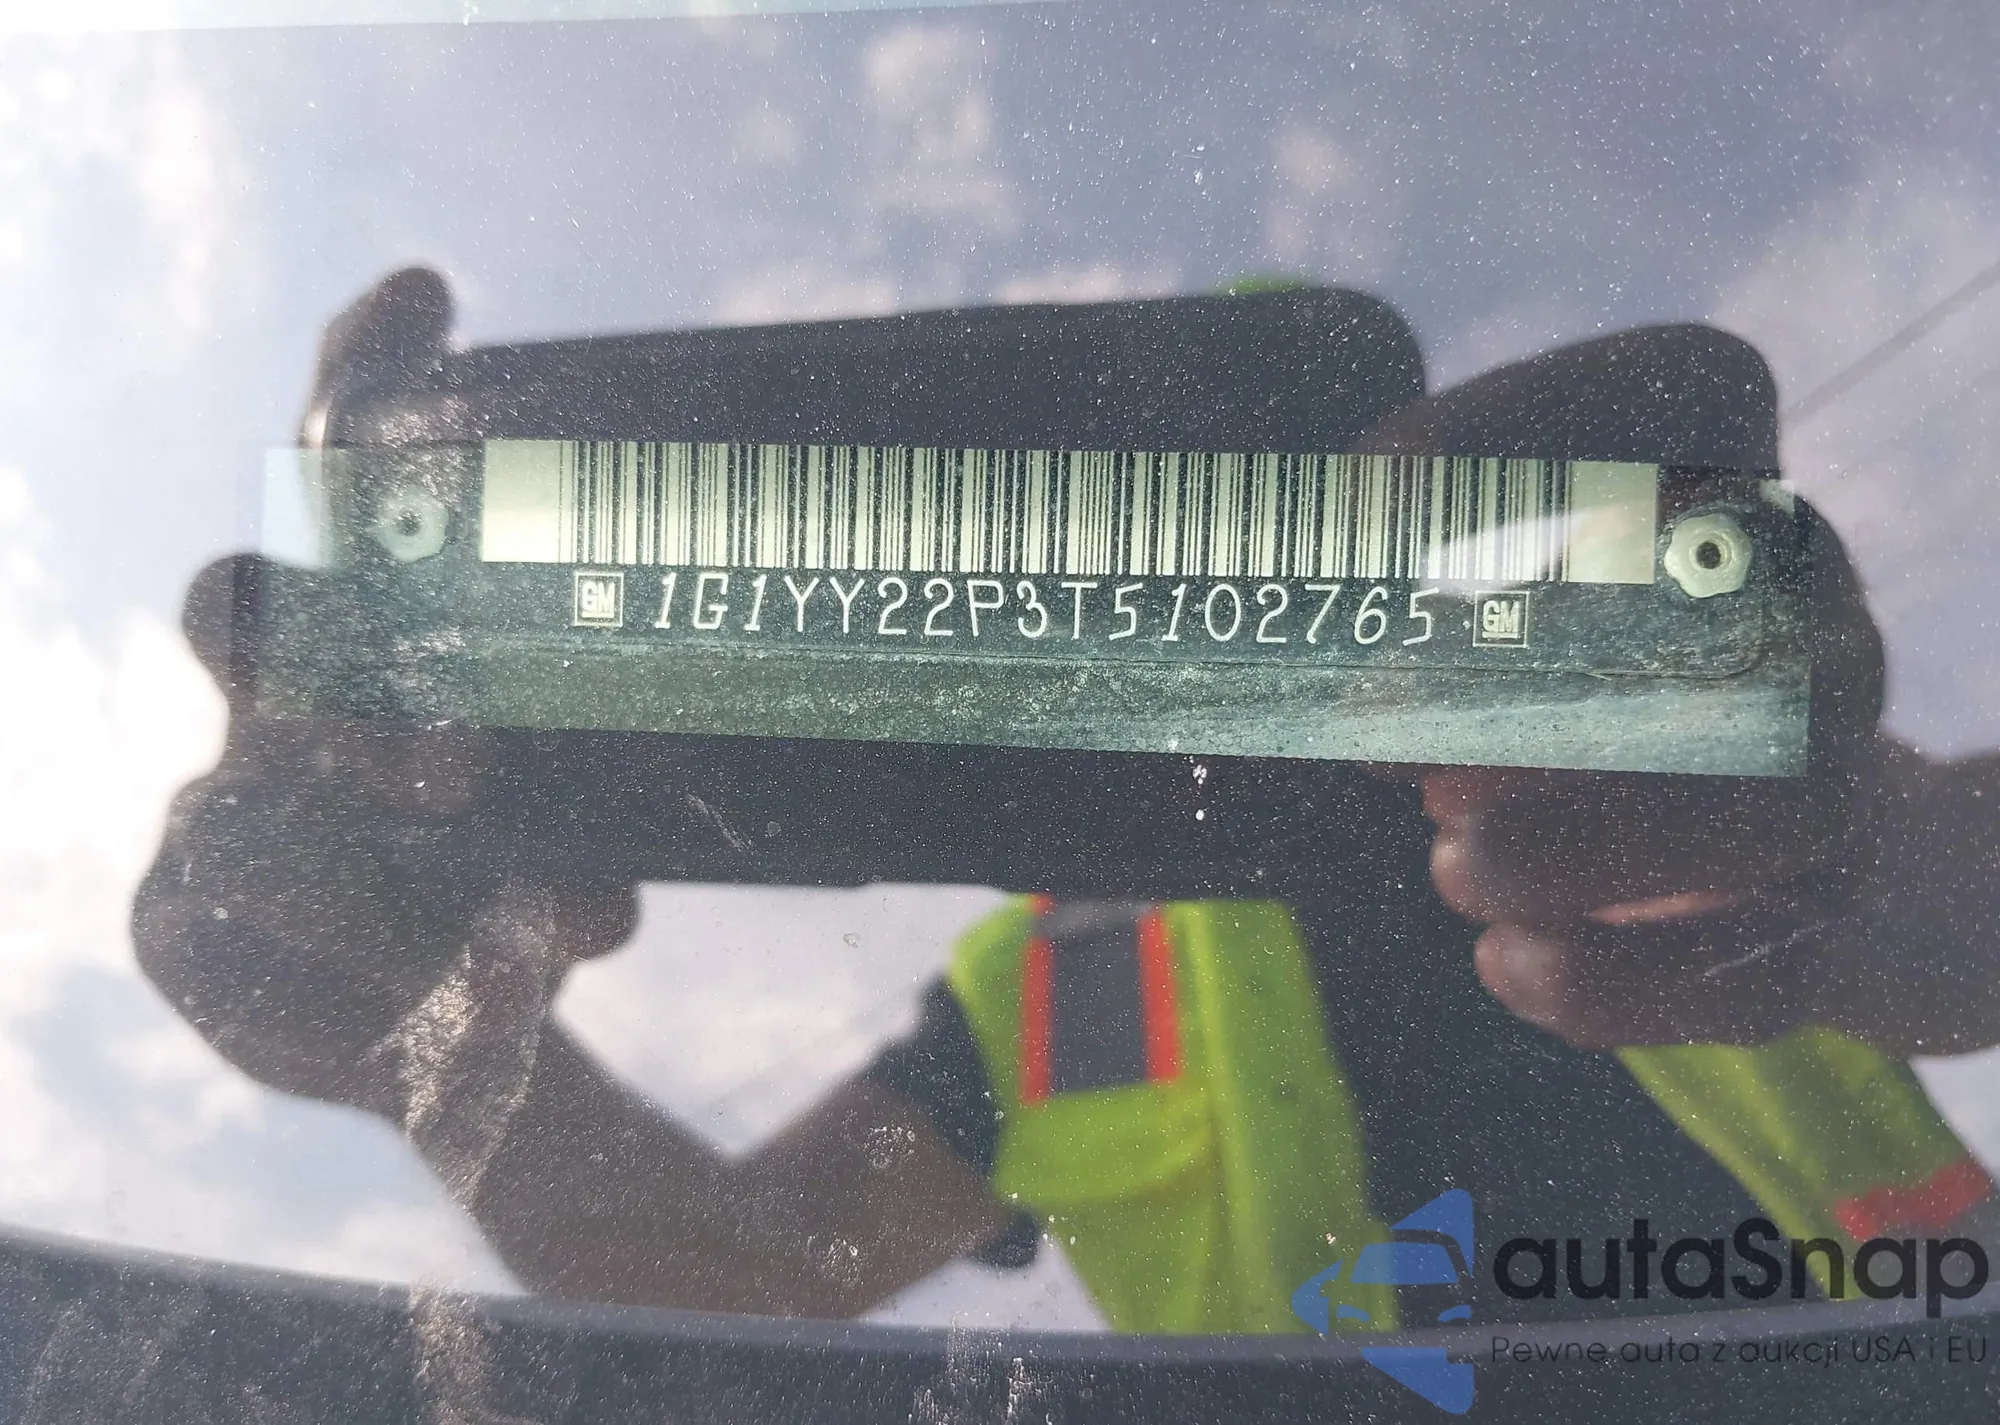 GM 1G1YY22P3T5102765 GM
autaSnap
Pewne auta z aukcji USA i EU